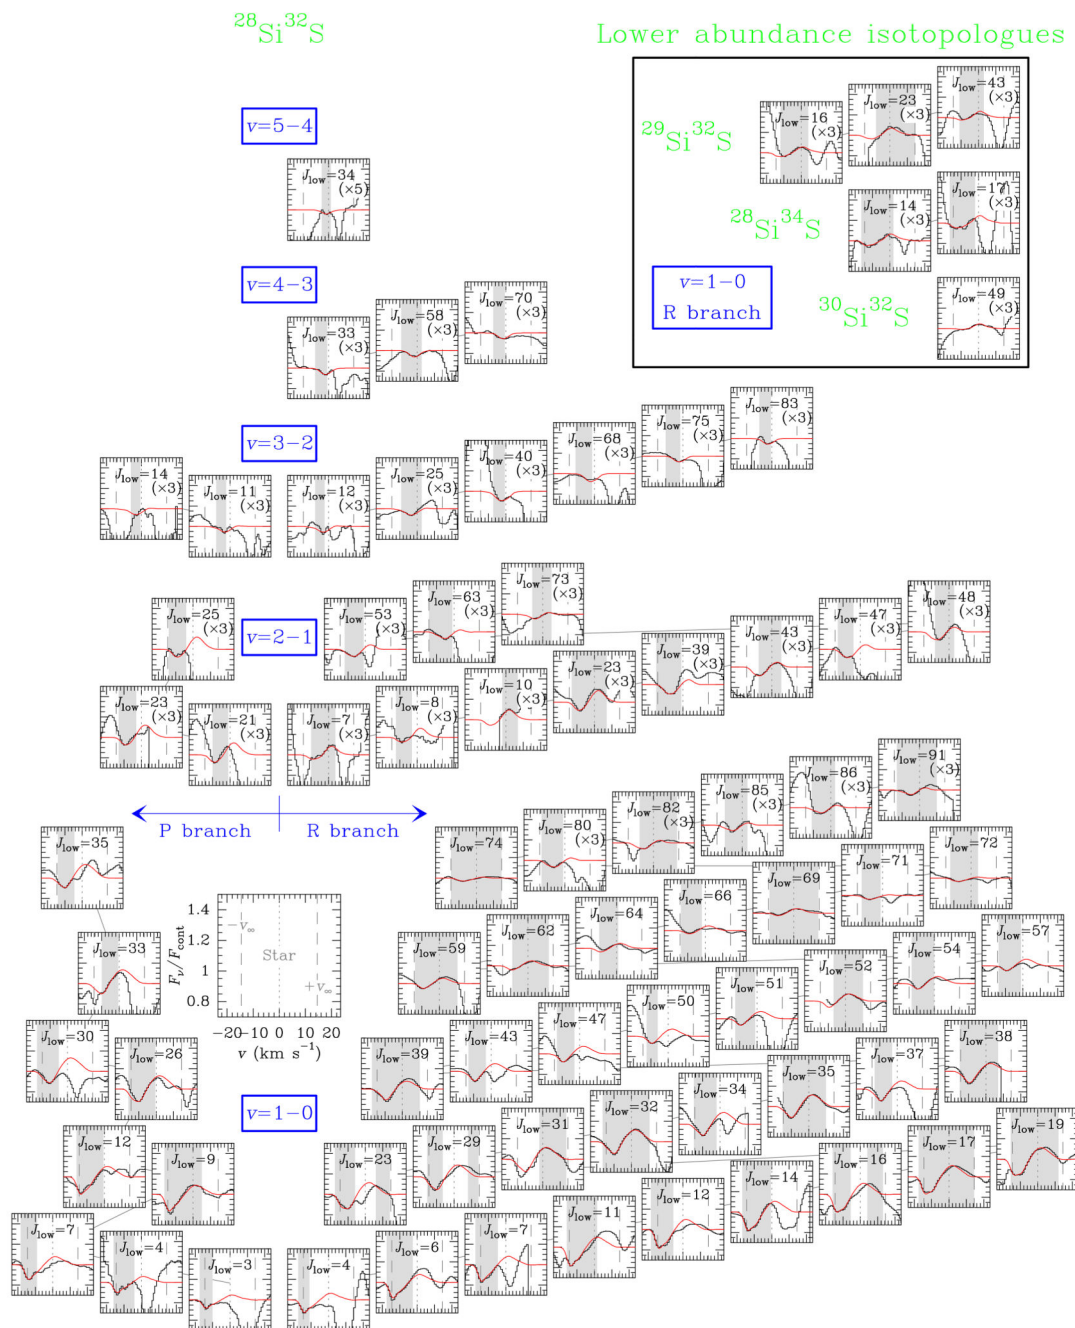 28Si32S
Lower abundance isotopologues
v=5−4
Jlow=34
(×5)
29Si32S
Jlow=16
(×3)
Jlow=23
(×3)
Jlow=43
(×3)
28Si34S
Jlow=14
(×3)
Jlow=17
(×3)
v=1−0
R branch
30Si32S
Jlow=49
(×3)
v=4−3
Jlow=33
(×3)
Jlow=58
(×3)
Jlow=70
(×3)
v=3−2
Jlow=14
(×3)
Jlow=11
(×3)
Jlow=12
(×3)
Jlow=25
(×3)
Jlow=40
(×3)
Jlow=68
(×3)
Jlow=75
(×3)
Jlow=83
(×3)
v=2−1
Jlow=25
(×3)
Jlow=53
(×3)
Jlow=63
(×3)
Jlow=73
(×3)
Jlow=23
(×3)
Jlow=21
(×3)
Jlow=7
(×3)
Jlow=8
(×3)
Jlow=10
(×3)
Jlow=23
(×3)
Jlow=39
(×3)
Jlow=43
(×3)
Jlow=47
(×3)
Jlow=48
(×3)
P branch
R branch
Jlow=35
Jlow=74
Jlow=80
(×3)
Jlow=82
(×3)
Jlow=85
(×3)
Jlow=86
(×3)
Jlow=91
(×3)
Jlow=33
Jlow=59
Jlow=62
Jlow=64
Jlow=66
Jlow=69
Jlow=71
Jlow=72
1.4
1.2
1
0.8
Fν/Fcont
−v∞
Star
+v∞
−20−10 0 10 20
v (km s−1)
Jlow=30
Jlow=26
Jlow=39
Jlow=43
Jlow=47
Jlow=50
Jlow=51
Jlow=52
Jlow=54
Jlow=57
v=1−0
Jlow=12
Jlow=9
Jlow=23
Jlow=29
Jlow=31
Jlow=32
Jlow=34
Jlow=35
Jlow=37
Jlow=38
Jlow=7
Jlow=4
Jlow=3
Jlow=4
Jlow=6
Jlow=7
Jlow=11
Jlow=12
Jlow=14
Jlow=16
Jlow=17
Jlow=19